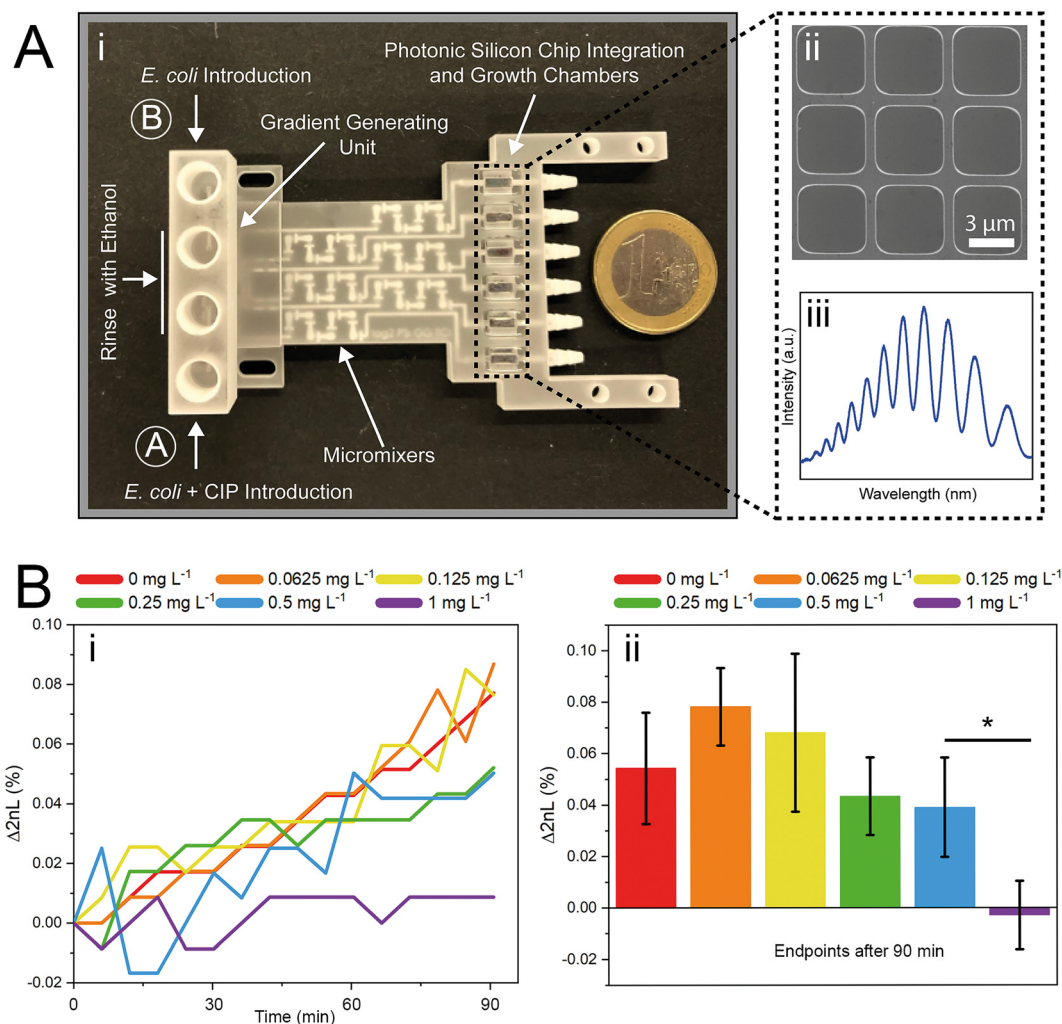 A
i
E. coli Introduction
B
Gradient Generating
Unit
Photonic Silicon Chip Integration
and Growth Chambers
Rinse with Ethanol
A
E. coli + CIP Introduction
Micromixers
1
ii
3 μm
iii
Intensity (a.u.)
Wavelength (nm)
B
0 mg L⁻¹ 0.0625 mg L⁻¹ 0.125 mg L⁻¹
0.25 mg L⁻¹ 0.5 mg L⁻¹ 1 mg L⁻¹
i
Δ2nL (%)
0.10
0.08
0.06
0.04
0.02
0.00
-0.02
0 30 60 90
Time (min)
0 mg L⁻¹ 0.0625 mg L⁻¹ 0.125 mg L⁻¹
0.25 mg L⁻¹ 0.5 mg L⁻¹ 1 mg L⁻¹
ii
Δ2nL (%)
0.10
0.08
0.06
0.04
0.02
0.00
-0.02
*
Endpoints after 90 min